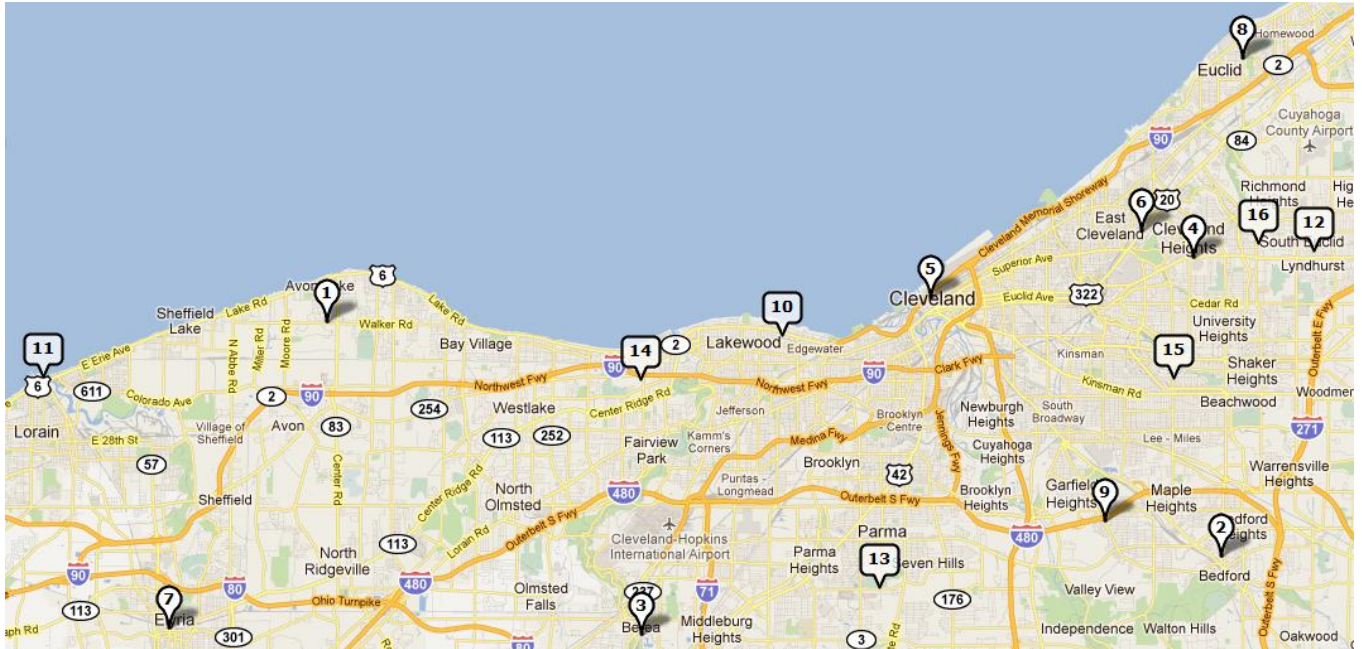 8
Homewood
Euclid
2
Cuyahoga
County Airport
90
84
Richmond
Heights
6
20
16
12
East
Cleveland
4
Cleveland
Heights
South Euclid
Lyndhurst
Cleveland Memorial Shoreway
5
Superior Ave
Cleveland
Euclid Ave
322
Cedar Rd
University
Heights
6
Avon Lake
1
Sheffield
Lake
Lake Rd
Lake Rd
Walker Rd
Bay Village
10
Lakewood
Edgewater
2
14
11
E Erie Ave
N Abbe Rd
Miller Rd
Moore Rd
6
611
Colorado Ave
2
90
Northwest Fwy
90
Northwest Fwy
90
Clark Fwy
Kinsman
15
Kinsman Rd
Shaker
Heights
Beachwood
Outerbelt E Fwy
271
Lorain
E 28th St
57
Village of
Sheffield
Avon
83
254
Westlake
113
252
Center Ridge Rd
Jefferson
Fairview
Park
Kamm's
Corners
Medina Fwy
Brooklyn
- Centre
Brooklyn
42
Jennings Fwy
Newburgh
Heights
Cuyahoga
Heights
South
Broadway
Lee - Miles
Warrensville
Heights
Sheffield
Center Rd
Center Ridge Rd
North
Olmsted
480
Puritas -
Longmead
Outerbelt S Fwy
Brooklyn
Heights
Garfield
Heights
9
Maple
Heights
2
Bedford
Heights
Bedford
113
Lorain Rd
Outerbelt S Fwy
Cleveland-Hopkins
International Airport
Parma
480
90
North
Ridgeville
480
Parma
Heights
13
Seven Hills
Valley View
80
Ohio Turnpike
Olmsted
Falls
237
71
176
113
7
Elyria
301
3
Berea
Middleburg
Heights
3
Independence
Walton Hills
Oakwood
Outerbelt S Fwy
80